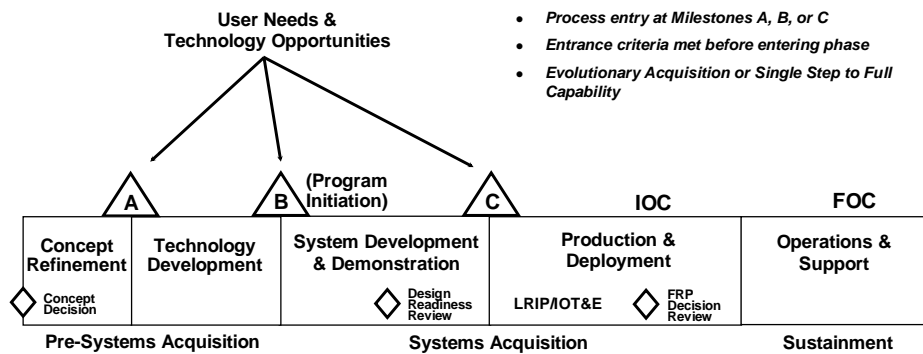 User Needs &
Technology Opportunities
• Process entry at Milestones A, B, or C
• Entrance criteria met before entering phase
• Evolutionary Acquisition or Single Step to Full
Capability
A
B
(Program
Initiation)
C
IOC
FOC
Concept
Refinement
Technology
Development
System Development
& Demonstration
Production &
Deployment
Operations &
Support
Concept
Decision
Design
Readiness
Review
LRIP/IOT&E
FRP
Decision
Review
Pre-Systems Acquisition
Systems Acquisition
Sustainment